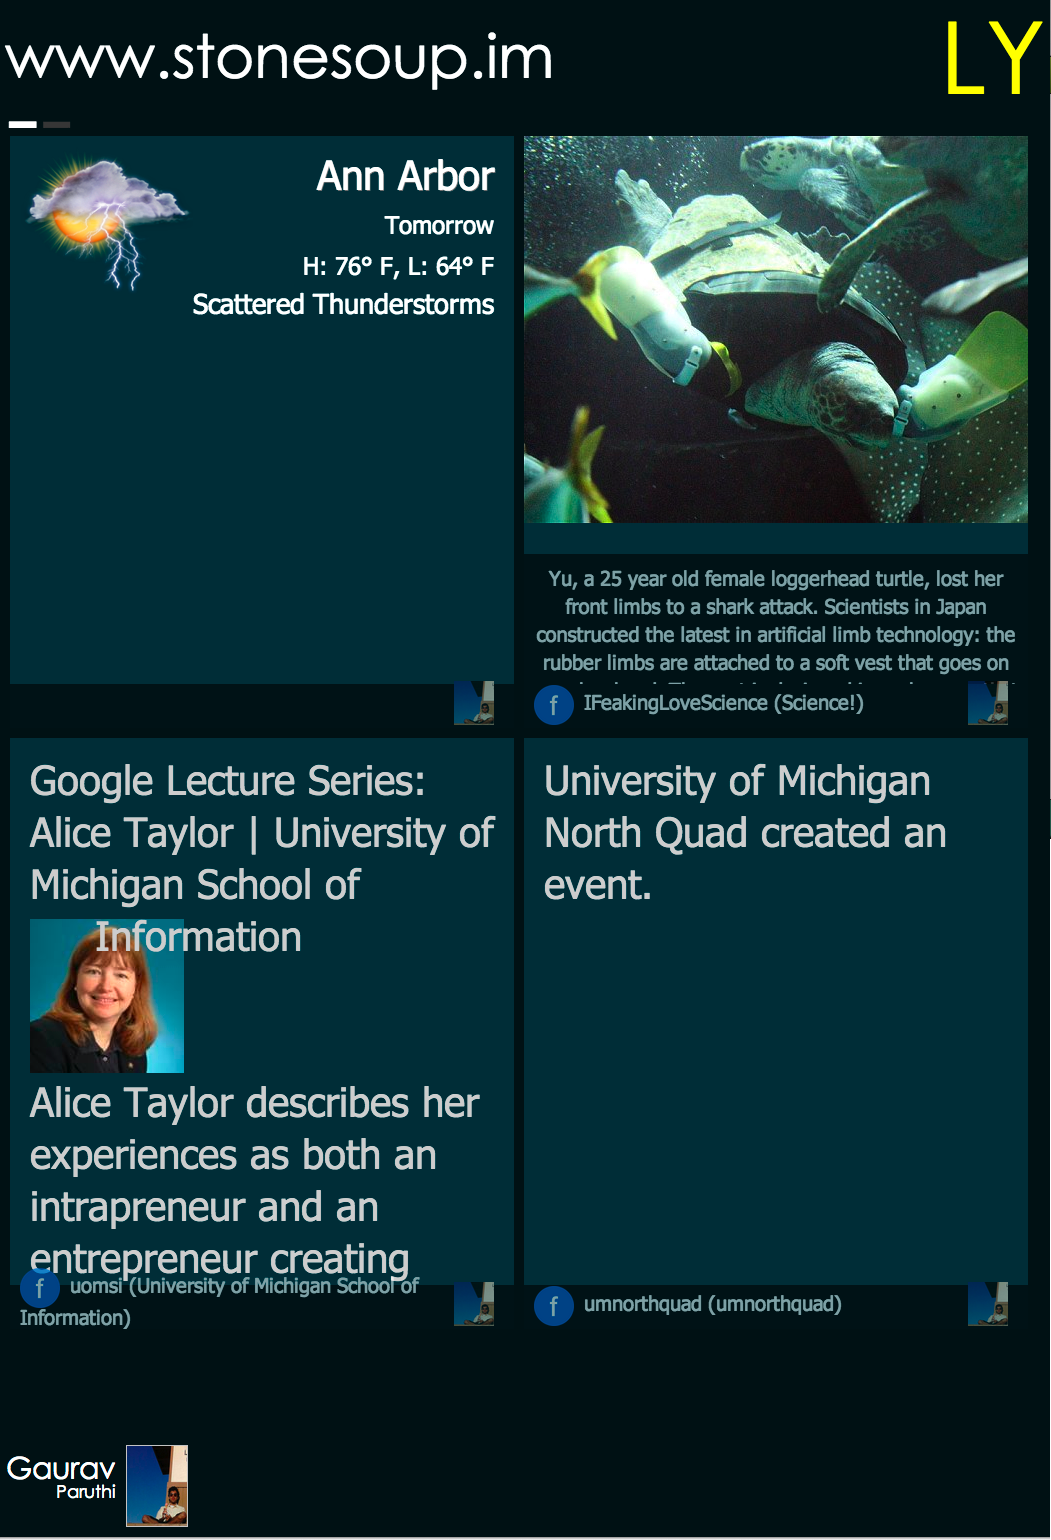 www.stonesoup.im
LY
Ann Arbor
Tomorrow
H: 76° F, L: 64° F
Scattered Thunderstorms
Yu, a 25 year old female loggerhead turtle, lost her
front limbs to a shark attack. Scientists in Japan
constructed the latest in artificial limb technology: the
rubber limbs are attached to a soft vest that goes on
f IFeakingLoveScience (Science!)
Google Lecture Series:
Alice Taylor | University of
Michigan School of
Information
Alice Taylor describes her
experiences as both an
intrapreneur and an
entrepreneur creating
f uomsi (University of Michigan School of
Information)
University of Michigan
North Quad created an
event.
f umnorthquad (umnorthquad)
Gaurav
Paruthi